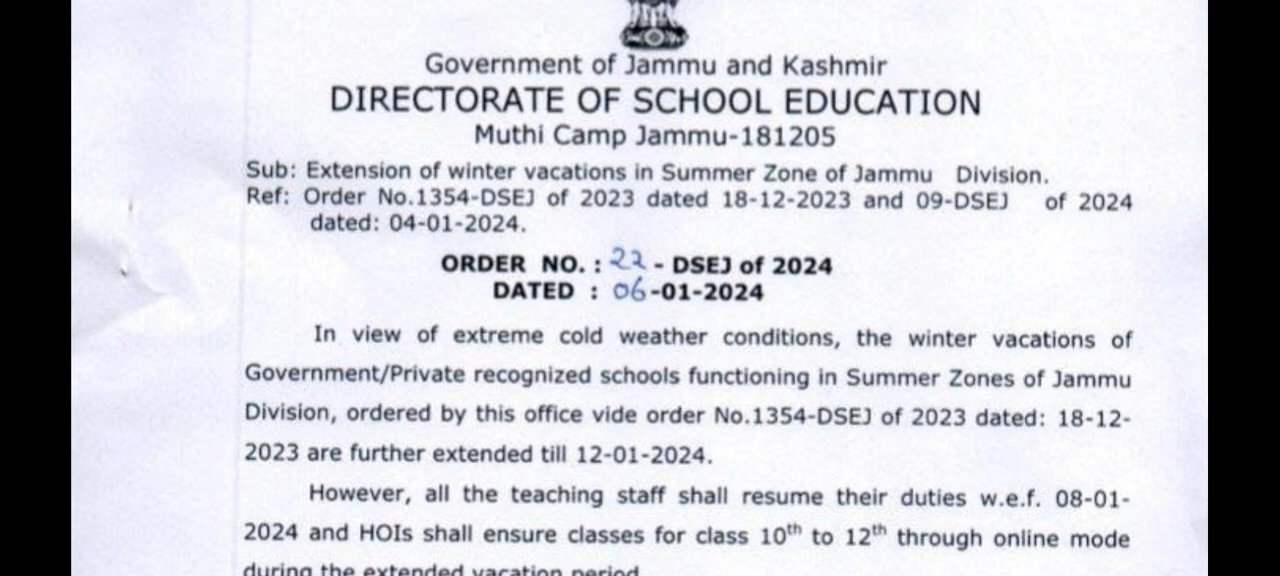 Government of Jammu and Kashmir
DIRECTORATE OF SCHOOL EDUCATION
Muthi Camp Jammu-181205
Sub: Extension of winter vacations in Summer Zone of Jammu Division.
Ref: Order No.1354-DSEJ of 2023 dated 18-12-2023 and 09-DSEJ of 2024
dated: 04-01-2024.
ORDER NO. : 22 - DSEJ of 2024
DATED : 06-01-2024
In view of extreme cold weather conditions, the winter vacations of
Government/Private recognized schools functioning in Summer Zones of Jammu
Division, ordered by this office vide order No.1354-DSEJ of 2023 dated: 18-12-
2023 are further extended till 12-01-2024.
However, all the teaching staff shall resume their duties w.e.f. 08-01-
2024 and HOIs shall ensure classes for class 10th to 12th through online mode
during the extended vacation period